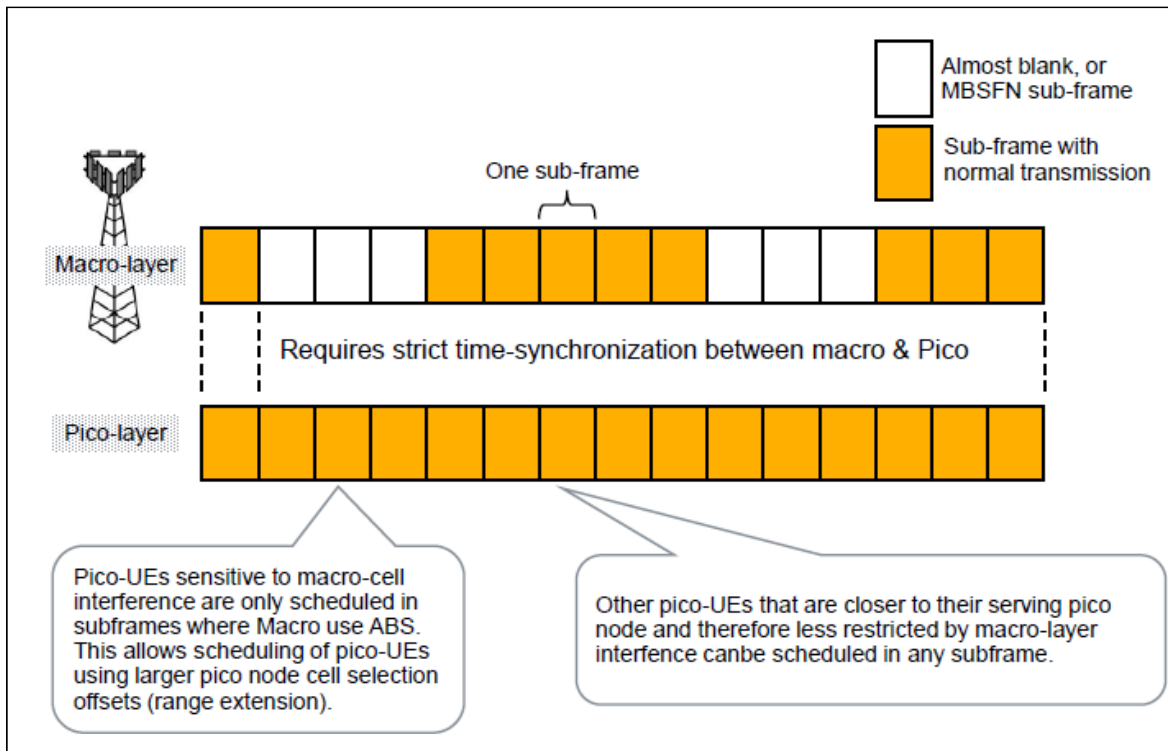 Almost blank, or
MBSFN sub-frame
Sub-frame with
normal transmission
One sub-frame
Macro-layer
Requires strict time-synchronization between macro & Pico
Pico-layer
Pico-UEs sensitive to macro-cell
interference are only scheduled in
subframes where Macro use ABS.
This allows scheduling of pico-UEs
using larger pico node cell selection
offsets (range extension).
Other pico-UEs that are closer to their serving pico
node and therefore less restricted by macro-layer
interfence canbe scheduled in any subframe.